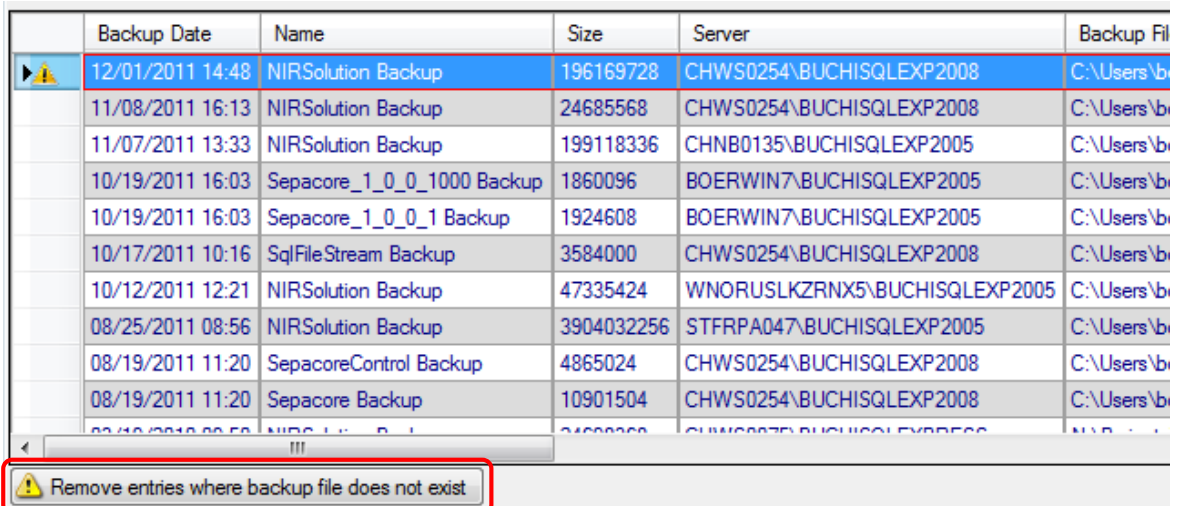 Backup Date Name Size Server Backup Fil
12/01/2011 14:48 NIRSolution Backup 196169728 CHWS0254\BUCHISQLEXP2008 C:\Users\b
11/08/2011 16:13 NIRSolution Backup 24685568 CHWS0254\BUCHISQLEXP2008 C:\Users\b
11/07/2011 13:33 NIRSolution Backup 199118336 CHNB0135\BUCHISQLEXP2005 C:\Users\b
10/19/2011 16:03 Sepacore_1_0_0_1000 Backup 1860096 BOERWIN7\BUCHISQLEXP2005 C:\Users\b
10/19/2011 16:03 Sepacore_1_0_0_1 Backup 1924608 BOERWIN7\BUCHISQLEXP2005 C:\Users\b
10/17/2011 10:16 SqlFileStream Backup 3584000 CHWS0254\BUCHISQLEXP2008 C:\Users\b
10/12/2011 12:21 NIRSolution Backup 47335424 WNORUSLKZRNX5\BUCHISQLEXP2005 C:\Users\b
08/25/2011 08:56 NIRSolution Backup 3904032256 STFRPA047\BUCHISQLEXP2005 C:\Users\b
08/19/2011 11:20 SepacoreControl Backup 4865024 CHWS0254\BUCHISQLEXP2008 C:\Users\b
08/19/2011 11:20 Sepacore Backup 10901504 CHWS0254\BUCHISQLEXP2008 C:\Users\b
Remove entries where backup file does not exist